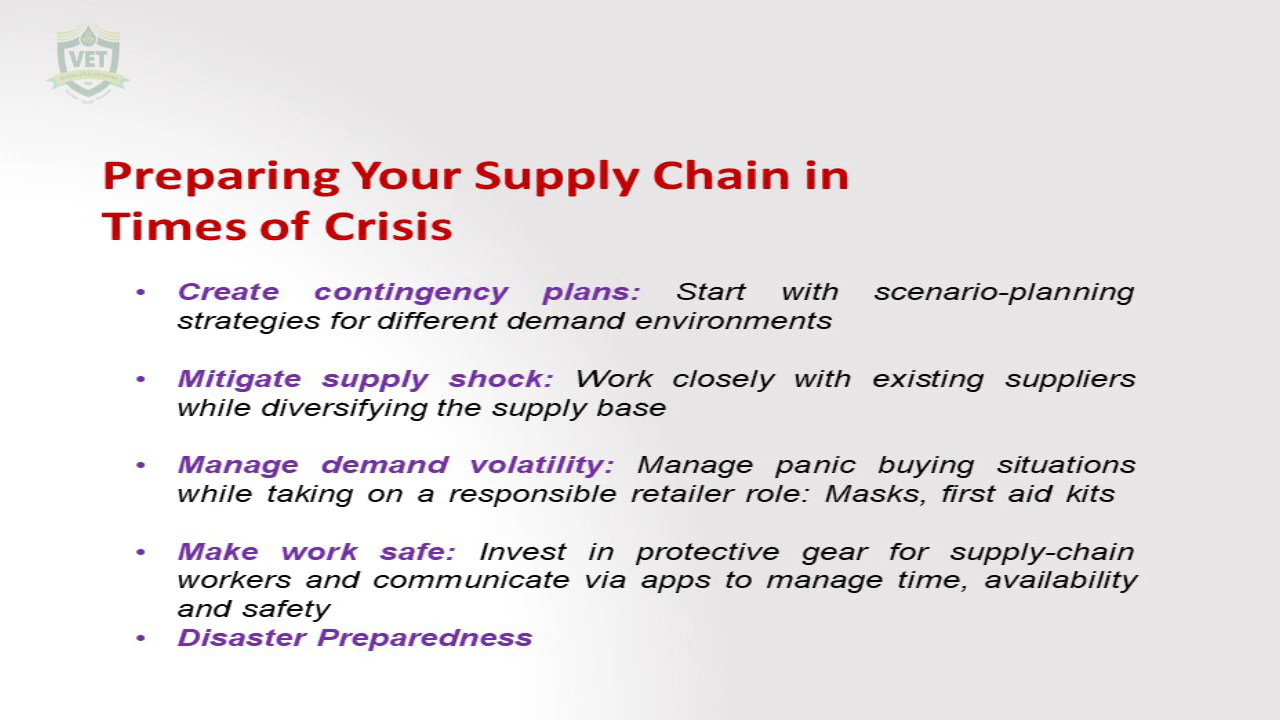 VET
Preparing Your Supply Chain in
Times of Crisis
• Create contingency plans: Start with scenario-planning
strategies for different demand environments
• Mitigate supply shock: Work closely with existing suppliers
while diversifying the supply base
• Manage demand volatility: Manage panic buying situations
while taking on a responsible retailer role: Masks, first aid kits
• Make work safe: Invest in protective gear for supply-chain
workers and communicate via apps to manage time, availability
and safety
• Disaster Preparedness